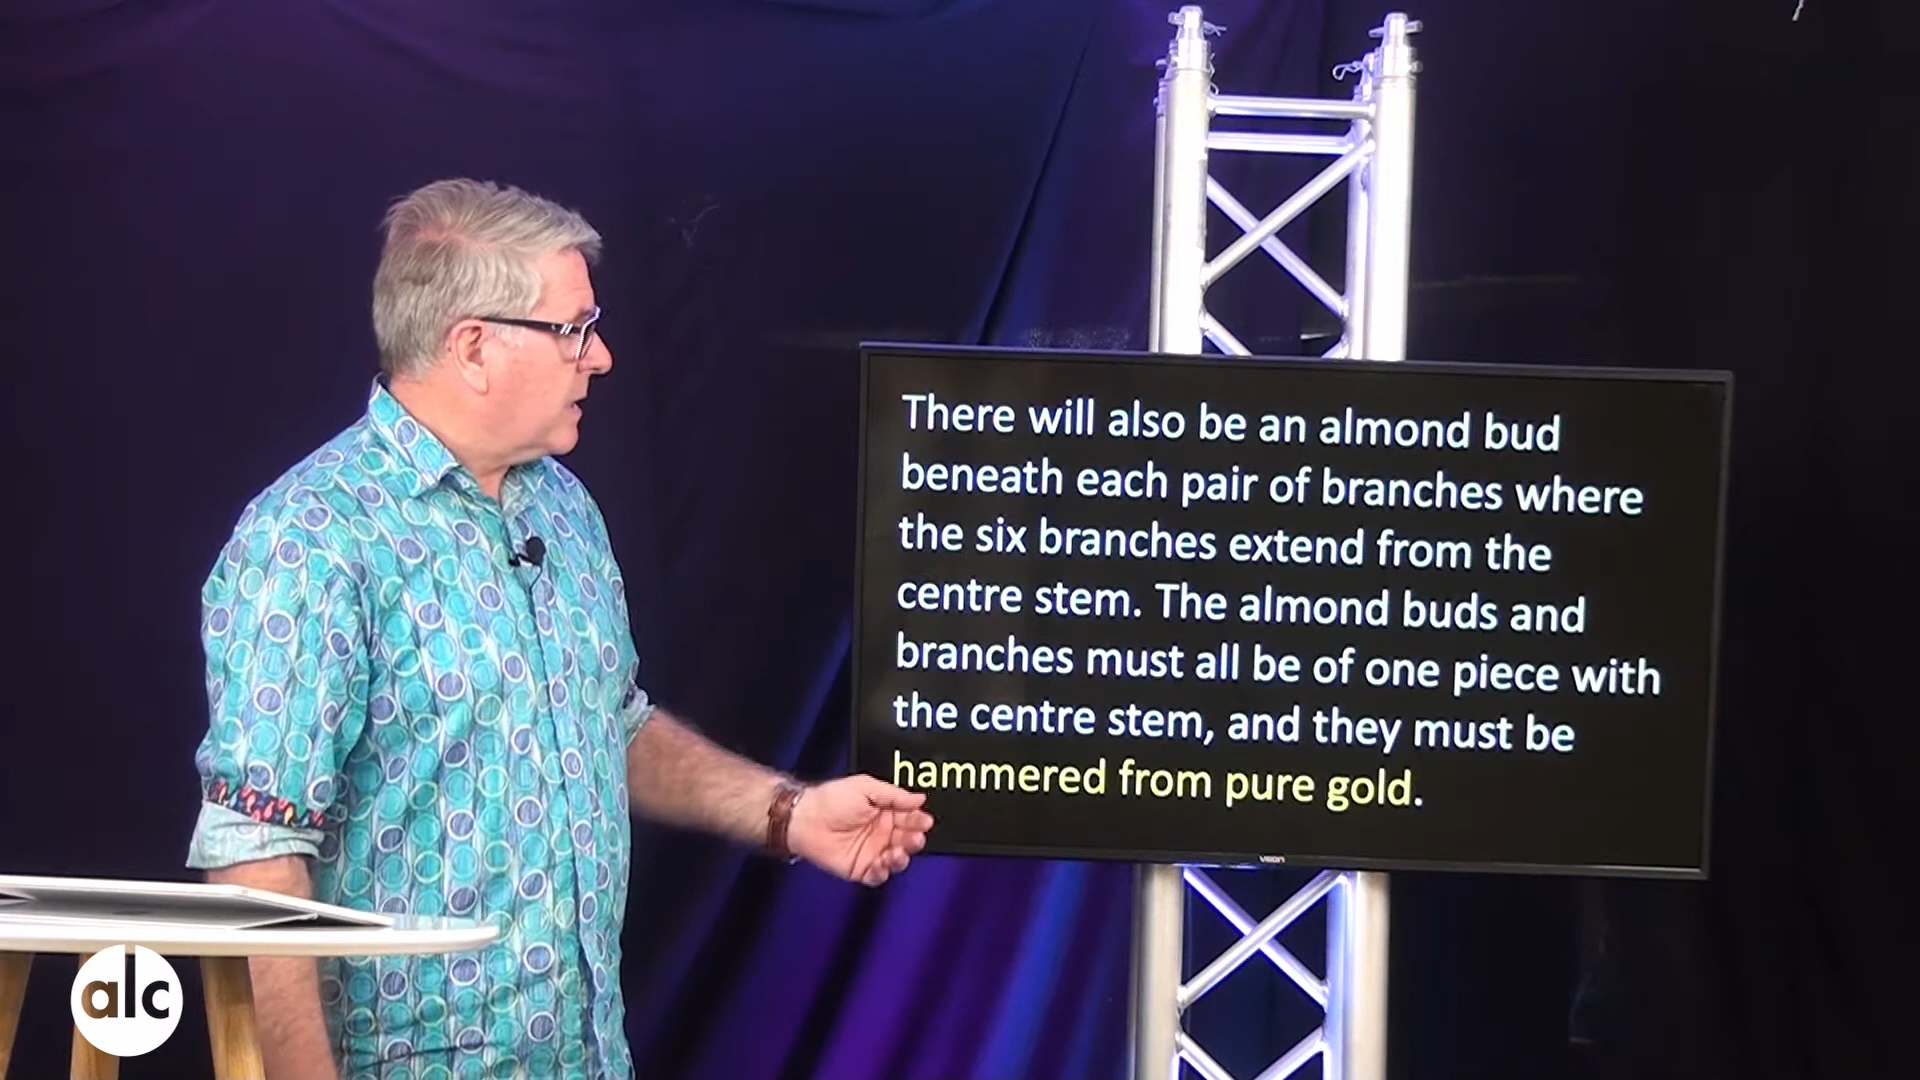 There will also be an almond bud
beneath each pair of branches where
the six branches extend from the
centre stem. The almond buds and
branches must all be of one piece with
the centre stem, and they must be
hammered from pure gold.
alc